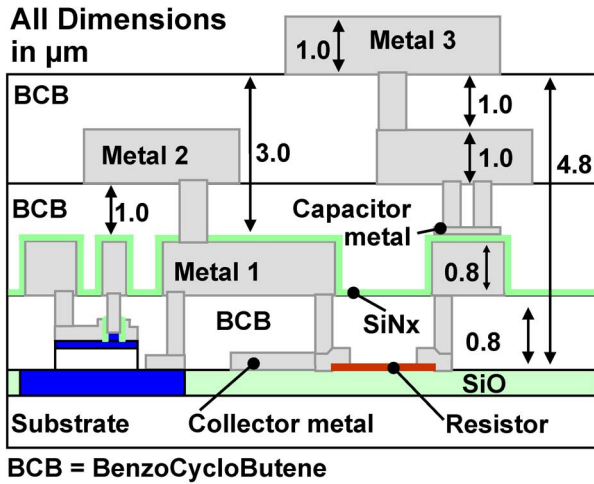 All Dimensions
in µm
Metal 3
1.0
BCB
1.0
Metal 2
3.0
1.0
4.8
BCB
1.0
Capacitor
metal
Metal 1
0.8
BCB
SiNx
0.8
SiO
Substrate
Collector metal
Resistor
BCB = BenzoCycloButene